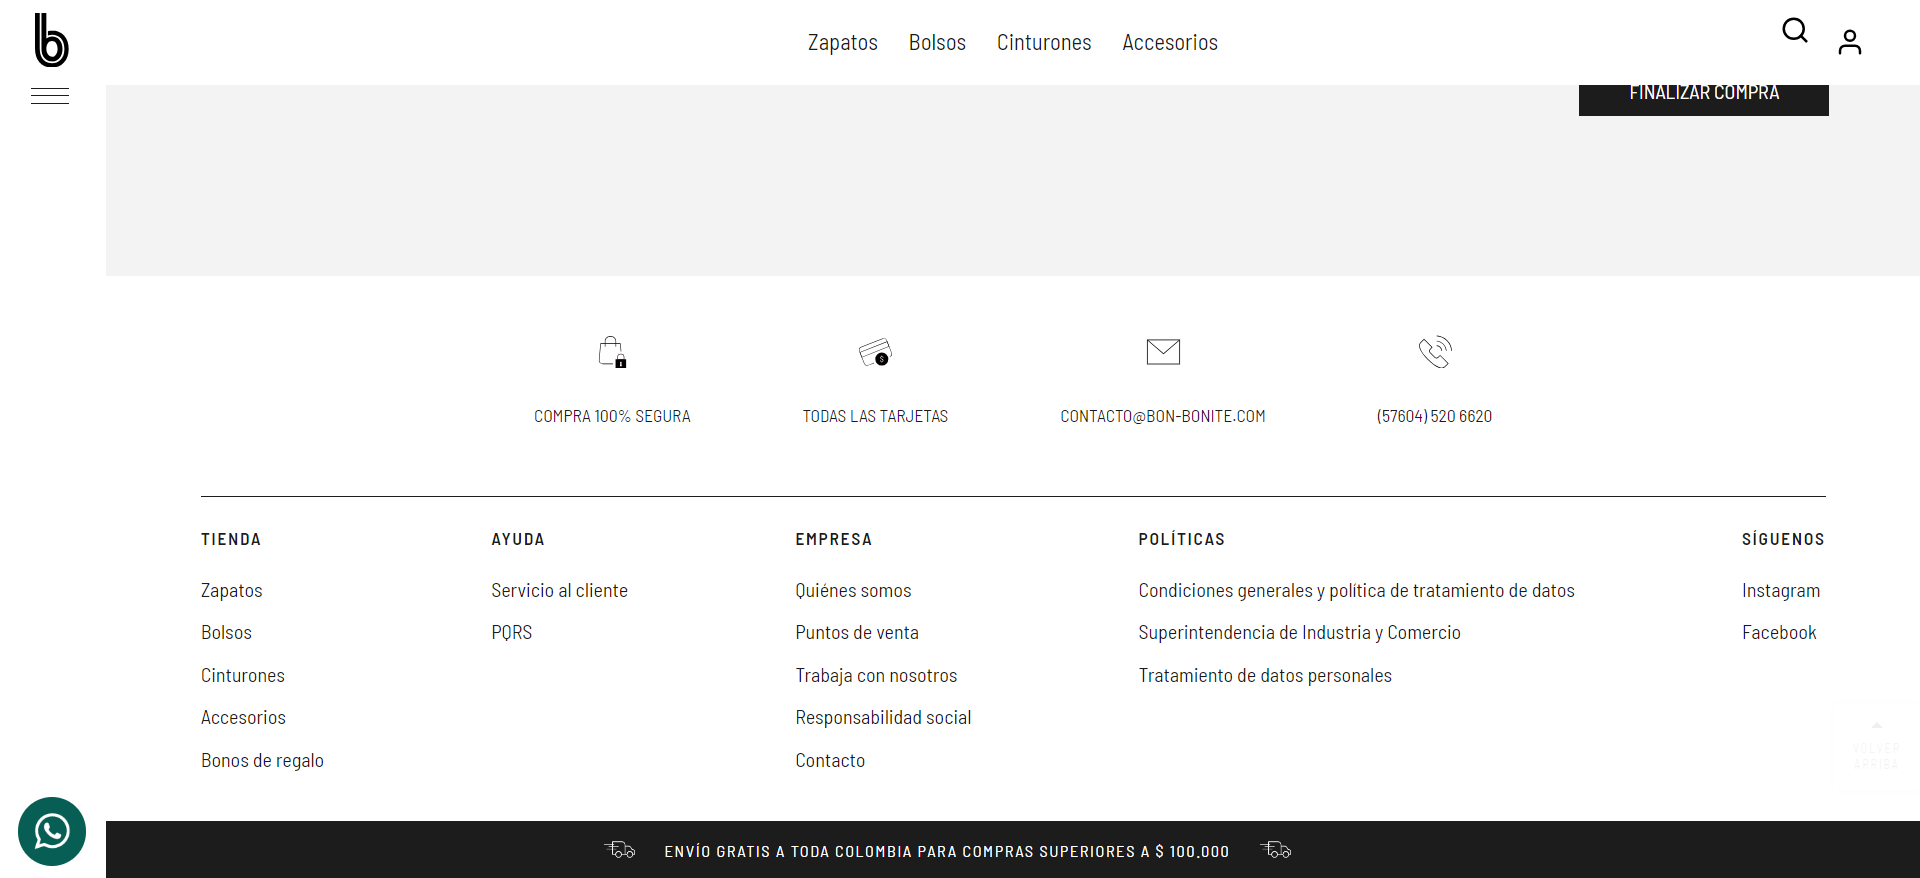 b
Zapatos Bolsos Cinturones Accesorios
FINALIZAR COMPRA
COMPRA 100% SEGURA
TODAS LAS TARJETAS
CONTACTO@BON-BONITE.COM
(57604) 520 6620
TIENDA
Zapatos
Bolsos
Cinturones
Accesorios
Bonos de regalo
AYUDA
Servicio al cliente
PQRS
EMPRESA
Quiénes somos
Puntos de venta
Trabaja con nosotros
Responsabilidad social
Contacto
POLÍTICAS
Condiciones generales y política de tratamiento de datos
Superintendencia de Industria y Comercio
Tratamiento de datos personales
SÍGUENOS
Instagram
Facebook
VOLVER
ARRIBA
ENVÍO GRATIS A TODA COLOMBIA PARA COMPRAS SUPERIORES A $ 100.000